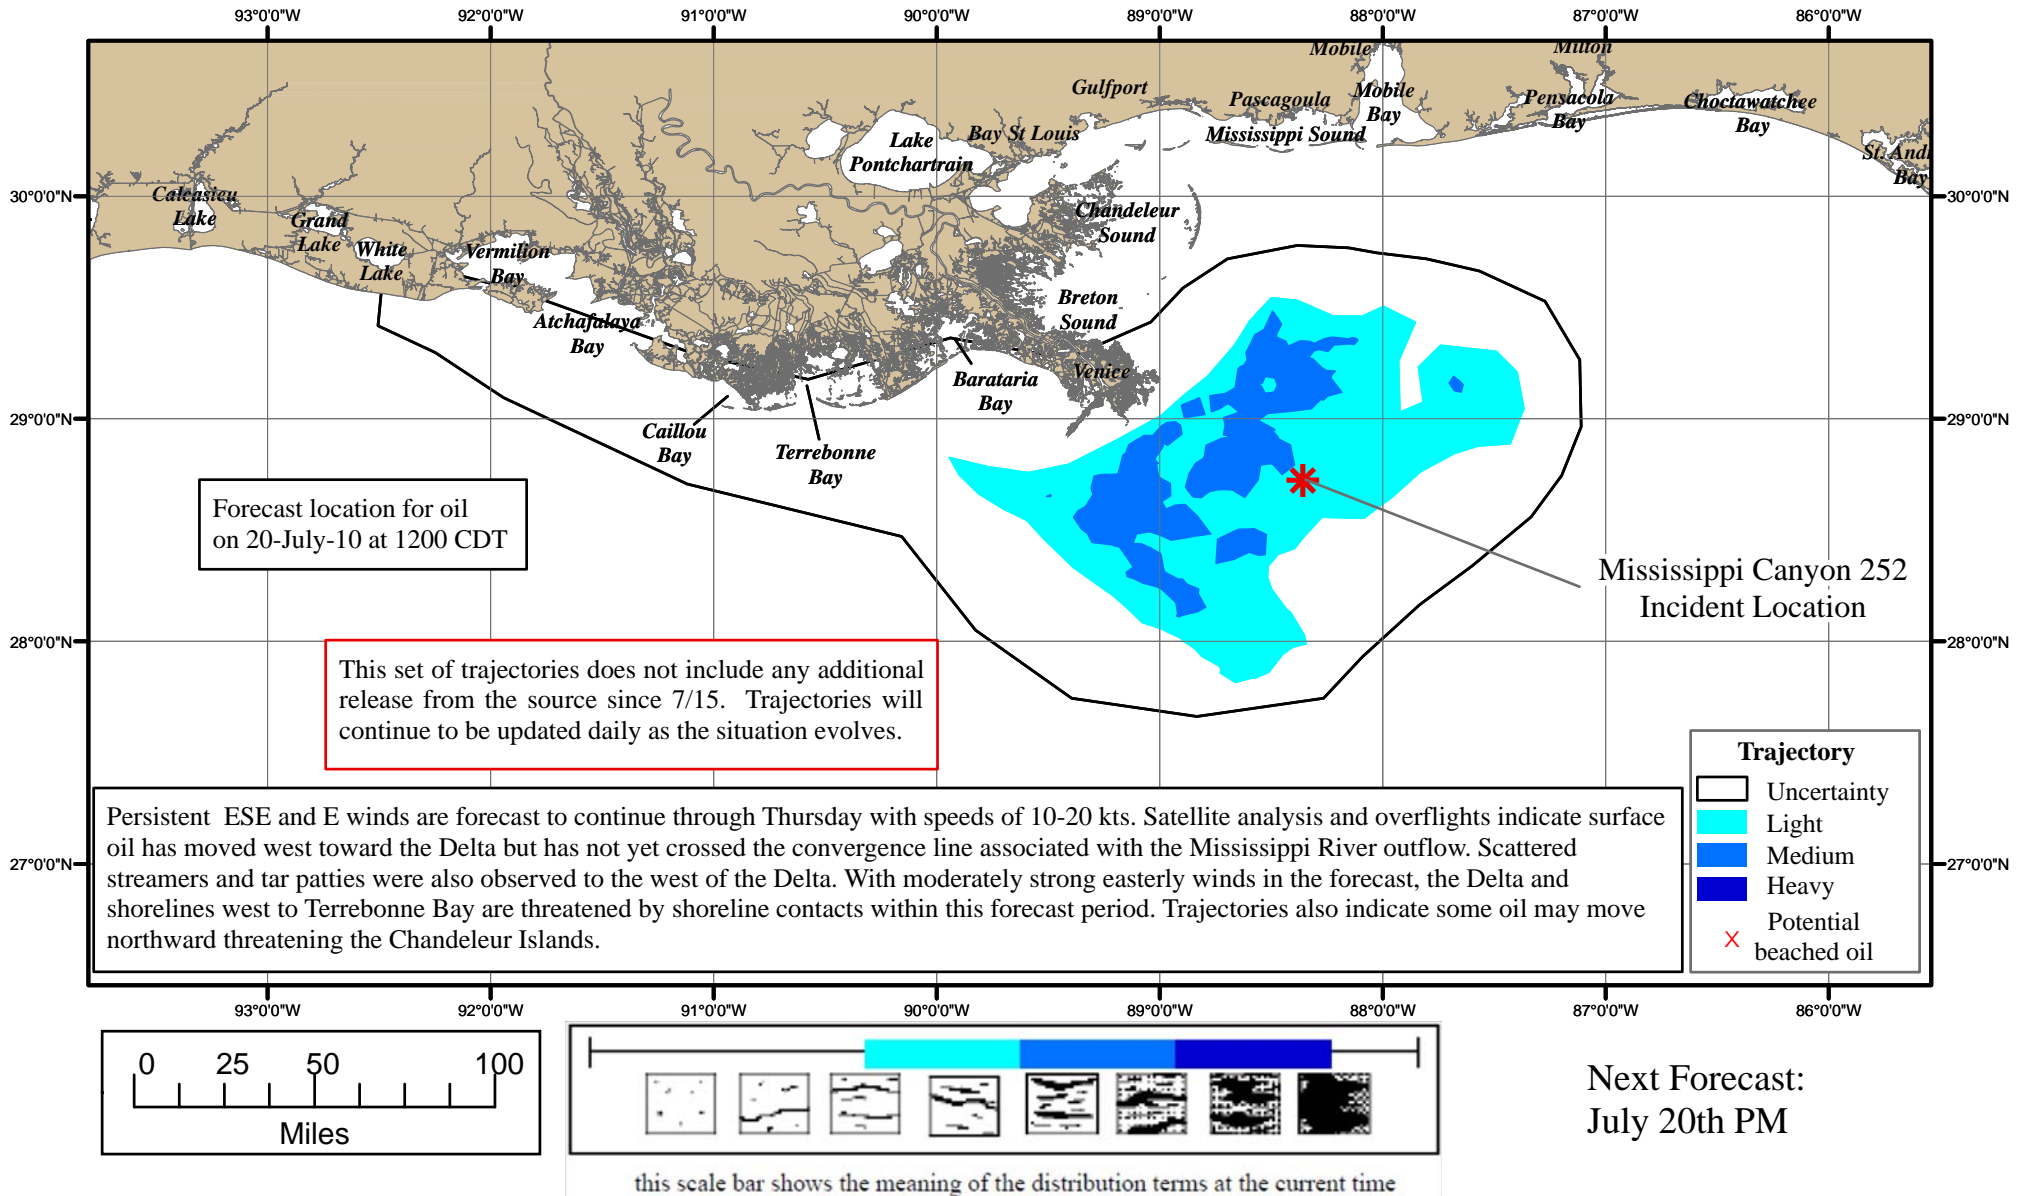 93°0'0"W 92°0'0"W 91°0'0"W 90°0'0"W 89°0'0"W 88°0'0"W 87°0'0"W 86°0'0"W
Mobile
Milton
Gulfport
Pascagoula
Mobile
Bay
Pensacola
Bay
Choctawatchee
Bay
Mississippi Sound
Bay St Louis
Lake
Pontchartrain
St. Andr
Bay
30°0'0"N 30°0'0"N
Calcasieu
Lake
Grand
Lake
White
Lake
Vermilion
Bay
Chandeleur
Sound
Breton
Sound
Atchafalaya
Bay
Venice
Barataria
Bay
29°0'0"N 29°0'0"N
Caillou
Bay
Terrebonne
Bay
Forecast location for oil
on 20-July-10 at 1200 CDT
Mississippi Canyon 252
Incident Location
28°0'0"N 28°0'0"N
This set of trajectories does not include any additional
release from the source since 7/15. Trajectories will
continue to be updated daily as the situation evolves.
Trajectory
Uncertainty
Light
Medium
Heavy
Potential
beached oil
27°0'0"N 27°0'0"N
Persistent ESE and E winds are forecast to continue through Thursday with speeds of 10-20 kts. Satellite analysis and overflights indicate surface
oil has moved west toward the Delta but has not yet crossed the convergence line associated with the Mississippi River outflow. Scattered
streamers and tar patties were also observed to the west of the Delta. With moderately strong easterly winds in the forecast, the Delta and
shorelines west to Terrebonne Bay are threatened by shoreline contacts within this forecast period. Trajectories also indicate some oil may move
northward threatening the Chandeleur Islands.
93°0'0"W 92°0'0"W 91°0'0"W 90°0'0"W 89°0'0"W 88°0'0"W 87°0'0"W 86°0'0"W
0 25 50 100
Miles
Next Forecast:
July 20th PM
this scale bar shows the meaning of the distribution terms at the current time